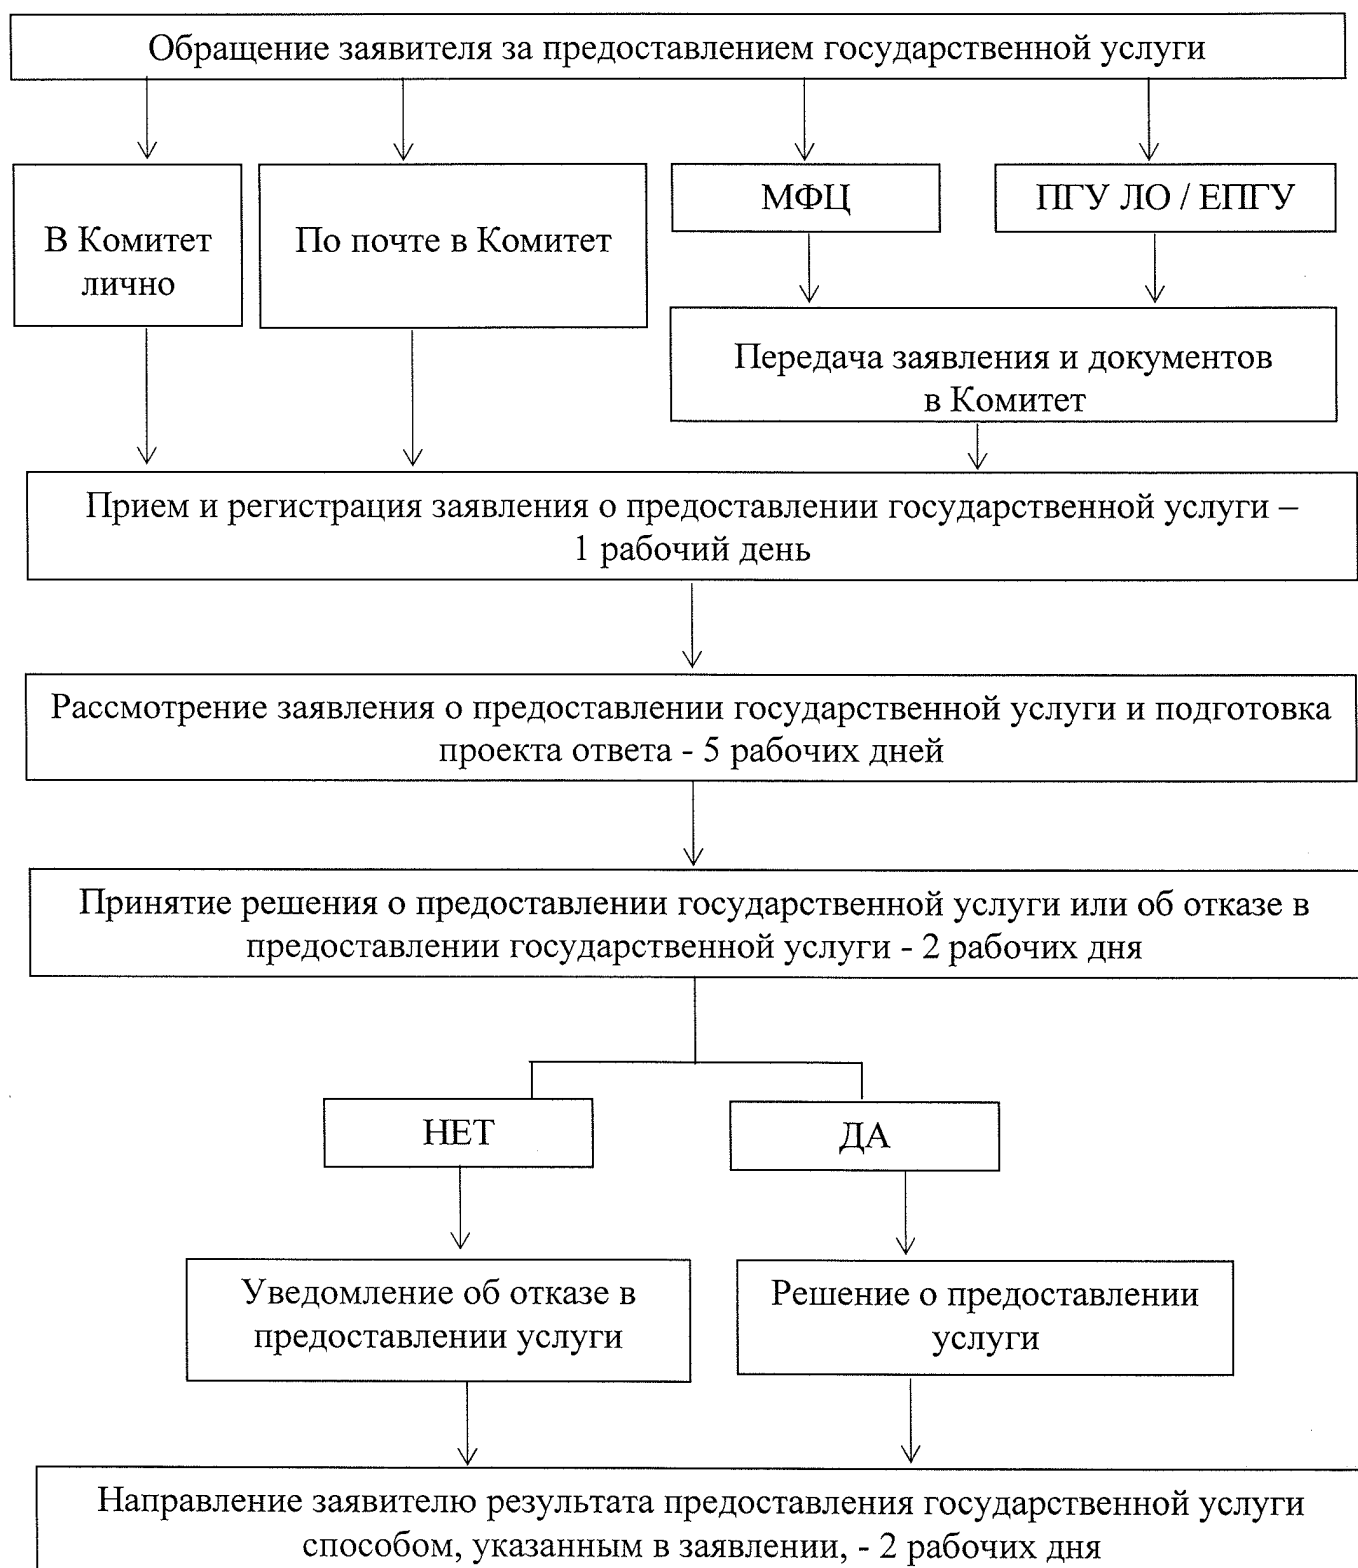 Обращение заявителя за предоставлением государственной услуги
В Комитет
лично
По почте в Комитет
МФЦ
ПГУ ЛО / ЕПГУ
Передача заявления и документов
в Комитет
Прием и регистрация заявления о предоставлении государственной услуги –
1 рабочий день
Рассмотрение заявления о предоставлении государственной услуги и подготовка
проекта ответа - 5 рабочих дней
Принятие решения о предоставлении государственной услуги или об отказе в
предоставлении государственной услуги - 2 рабочих дня
НЕТ
ДА
Уведомление об отказе в
предоставлении услуги
Решение о предоставлении
услуги
Направление заявителю результата предоставления государственной услуги
способом, указанным в заявлении, - 2 рабочих дня